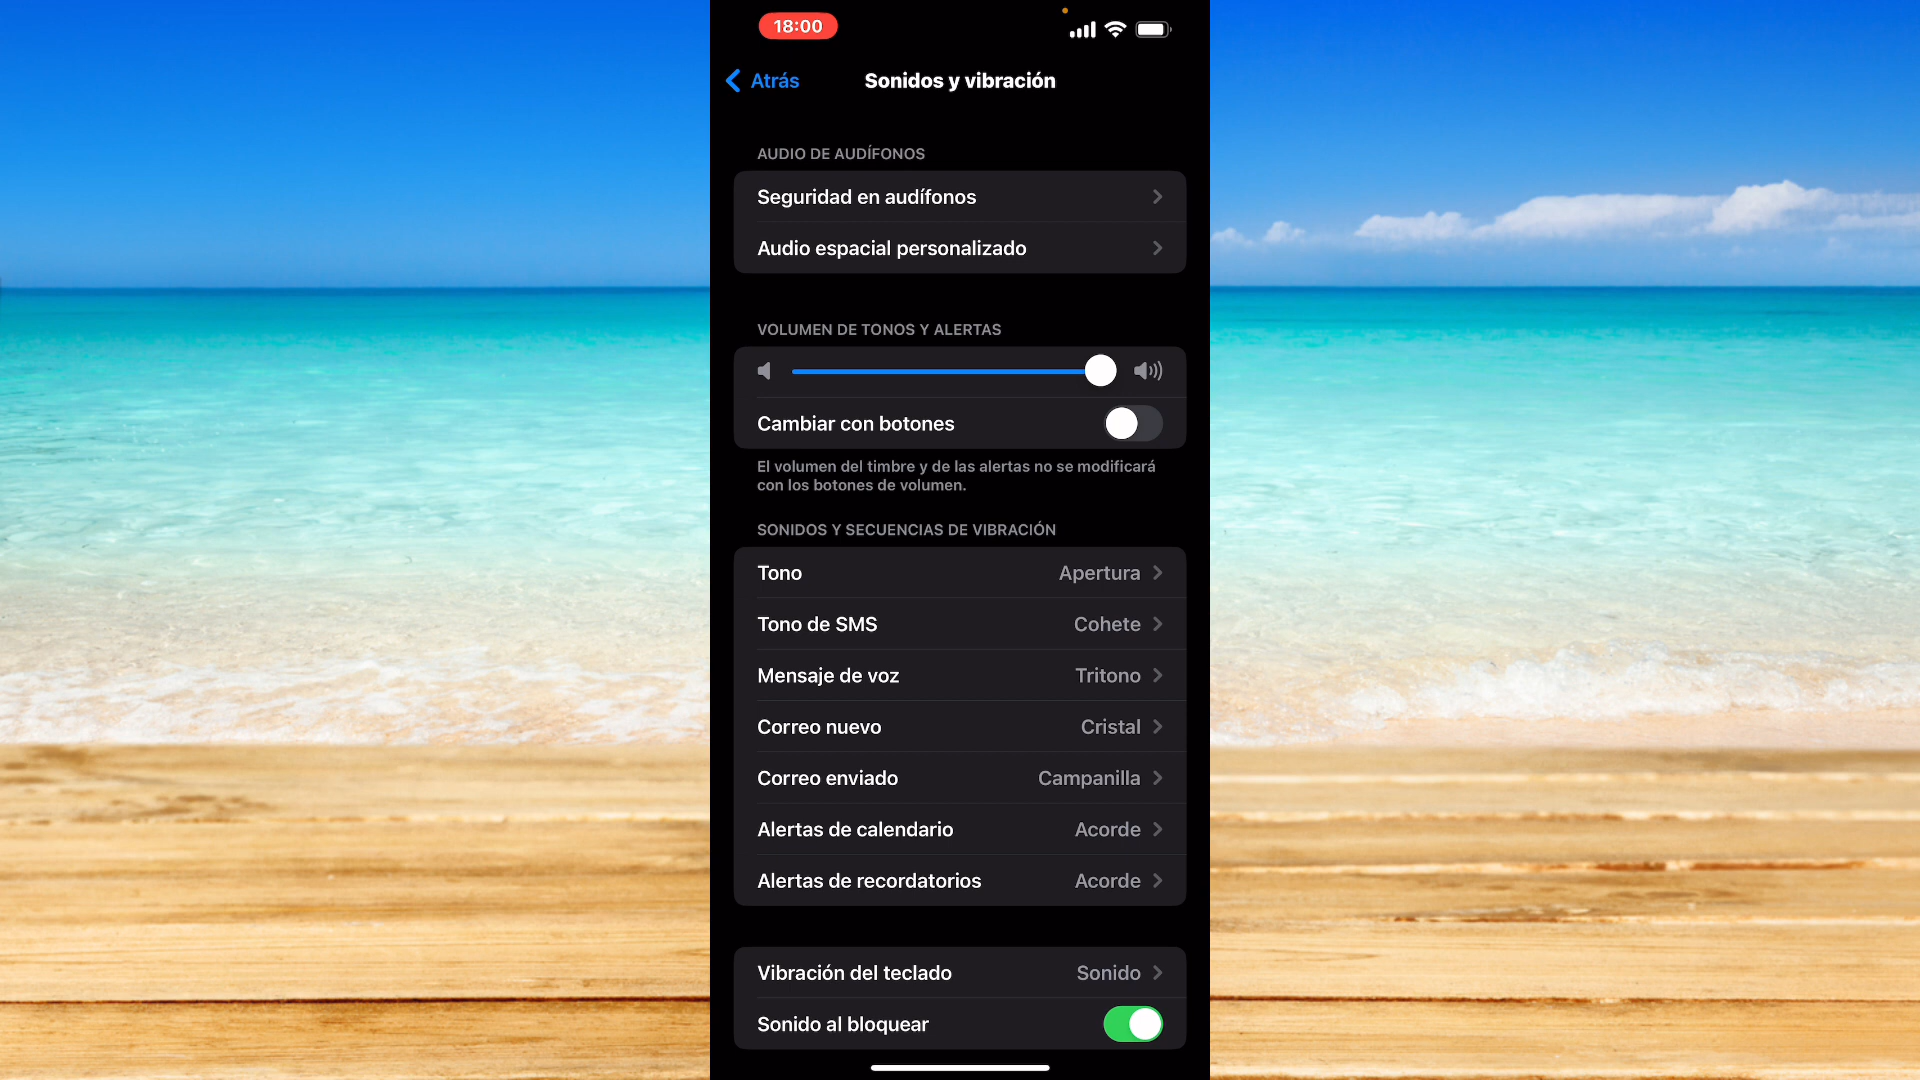 18:00
Atrás
Sonidos y vibración
AUDIO DE AUDÍFONOS
Seguridad en audífonos
Audio espacial personalizado
VOLUMEN DE TONOS Y ALERTAS
Cambiar con botones
El volumen del timbre y de las alertas no se modificará
con los botones de volumen.
SONIDOS Y SECUENCIAS DE VIBRACIÓN
Tono Apertura
Tono de SMS Cohete
Mensaje de voz Tritono
Correo nuevo Cristal
Correo enviado Campanilla
Alertas de calendario Acorde
Alertas de recordatorios Acorde
Vibración del teclado Sonido
Sonido al bloquear